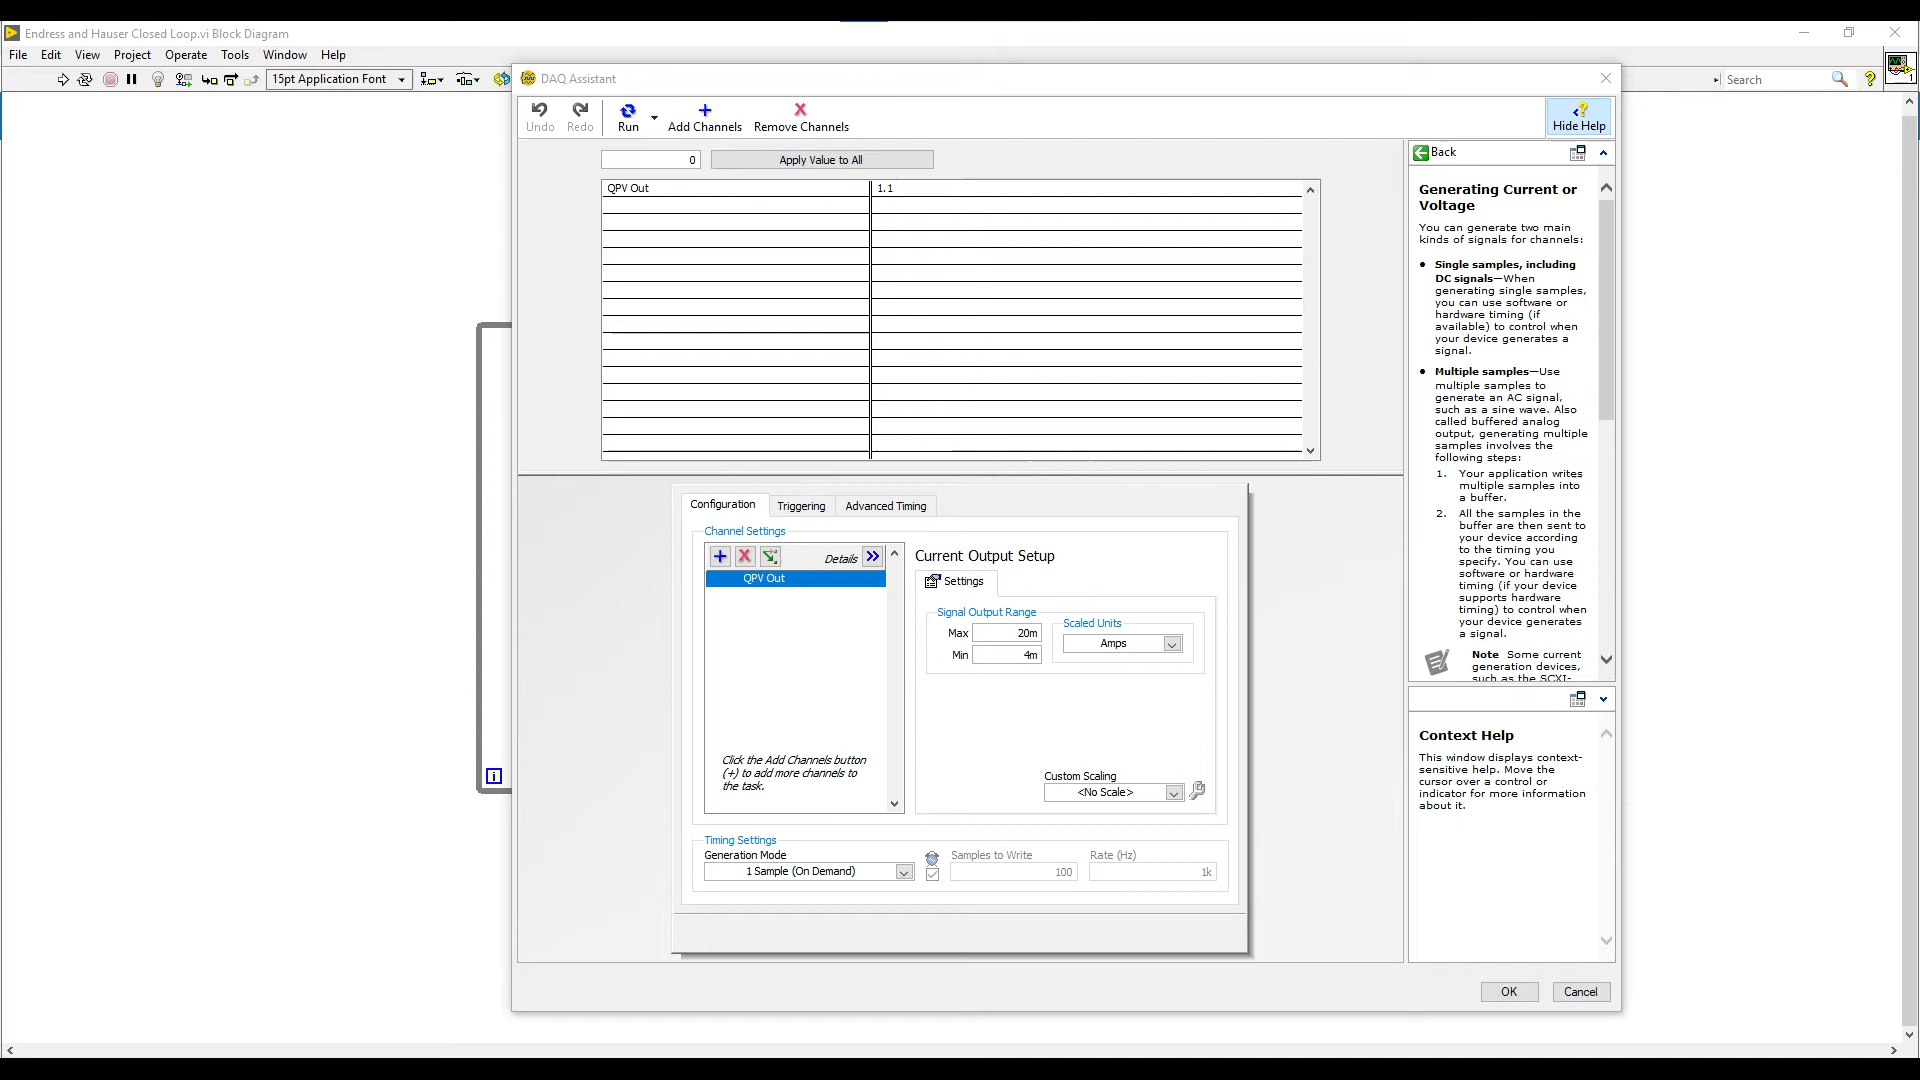 Endress and Hauser Closed Loop.vi Block Diagram
File Edit View Project Operate Tools Window Help
15pt Application Font
Search
1
DAQ Assistant
Undo Redo Run Add Channels Remove Channels Hide Help
0 Apply Value to All
QPV Out 1.1
Configuration Triggering Advanced Timing
Channel Settings
Details
QPV Out
Click the Add Channels button
(+) to add more channels to
the task.
Current Output Setup
Settings
Signal Output Range
Max 20m
Min 4m
Scaled Units
Amps
Custom Scaling
<No Scale>
Timing Settings
Generation Mode
1 Sample (On Demand)
Samples to Write
100
Rate (Hz)
1k
Back
Generating Current or
Voltage
You can generate two main
kinds of signals for channels:
• Single samples, including
DC signals—When
generating single samples,
you can use software or
hardware timing (if
available) to control when
your device generates a
signal.
• Multiple samples—Use
multiple samples to
generate an AC signal,
such as a sine wave. Also
called buffered analog
output, generating multiple
samples involves the
following steps:
1. Your application writes
multiple samples into
a buffer.
2. All the samples in the
buffer are then sent to
your device according
to the timing you
specify. You can use
software or hardware
timing (if your device
supports hardware
timing) to control when
your device generates
a signal.
Note Some current
generation devices,
such as the SCXI-
Context Help
This window displays context-
sensitive help. Move the
cursor over a control or
indicator for more information
about it.
i
OK Cancel